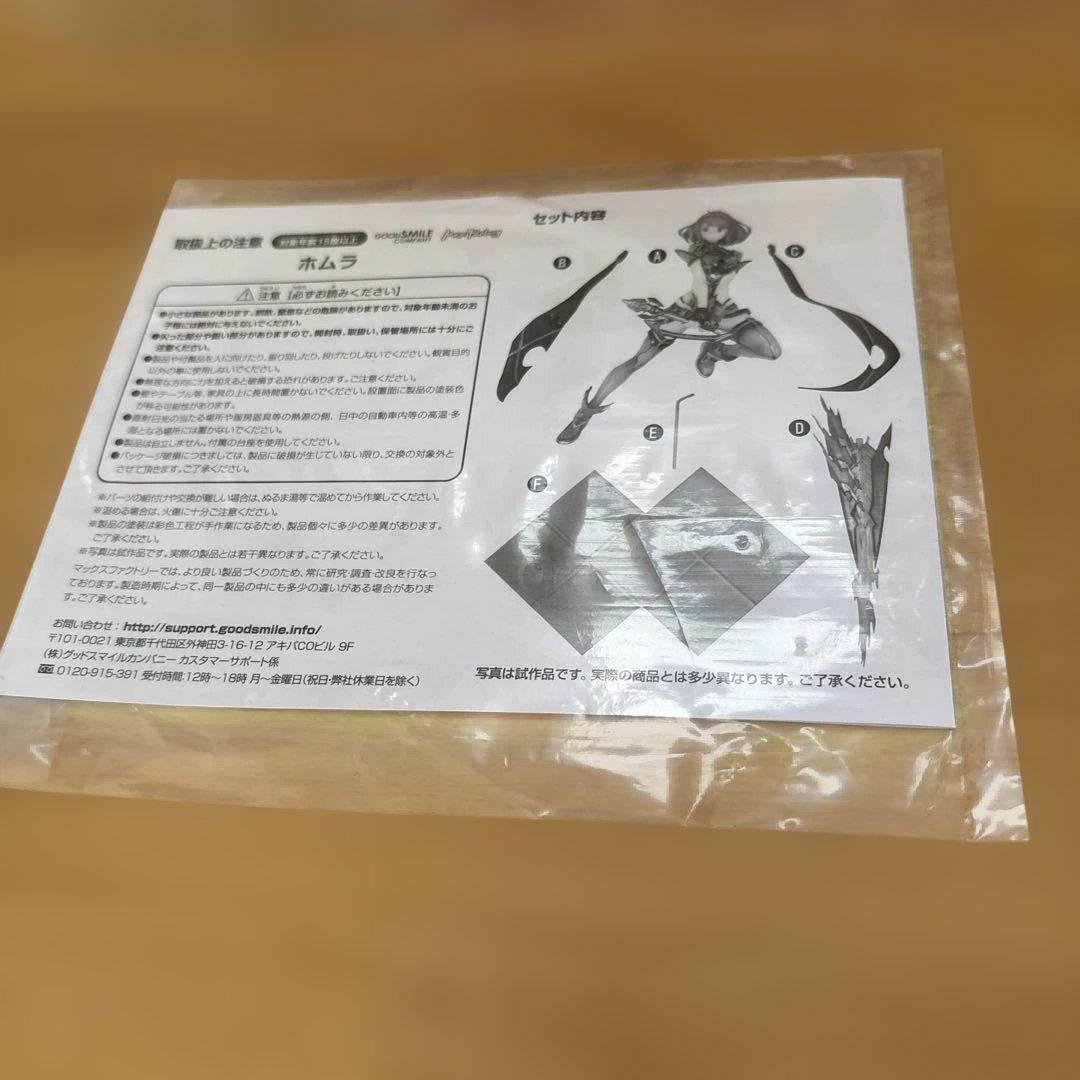 取扱上の注意
対象年齢15歳以上
GOOD SMILE COMPANY
ホムラ
注意【必ずお読みください】
●小さな部品があります。誤飲、窒息などの危険がありますので、対象年齢未満のお
子様には絶対に与えないでください。
●尖った部分や鋭い部分がありますので、開封時、取扱い、保管場所には十分にご
注意ください。
●製品や付属品を人に向けたり、振り回したり、投げたりしないでください。観賞目的
以外の事に使用しないでください。
●無理な方向に力を加えると破損する恐れがあります。ご注意ください。
●壁やテーブル等、家具の上に長時間置かないでください。設置面に製品の塗装色
が移る可能性があります。
●直射日光の当たる場所や暖房器具等の熱源の側、日中の自動車内等の高温・多
湿となる場所には置かないでください。
●製品は自立しません。付属の台座を使用してください。
●パッケージ破損につきましては、製品に破損が生じていない限り、交換の対象外と
させて頂きます。ご了承ください。
※パーツの組付けや交換が難しい場合は、ぬるま湯等で温めてから作業してください。
※温める場合は、火傷に十分ご注意ください。
※製品の塗装は彩色工程が手作業になるため、製品個々に多少の差異があります。
ご了承ください。
※写真は試作品です。実際の製品とは若干異なります。ご了承ください。
マックスファクトリーでは、より良い製品づくりのため、常に研究・調査・改良を行なっ
ております。製造時期によって、同一製品の中にも多少の違いがある場合がありま
す。ご了承ください。
お問い合わせ：http://support.goodsmile.info/
〒101-0021 東京都千代田区外神田3-16-12 アキバCOビル 9F
(株)グッドスマイルカンパニー カスタマーサポート係
0120-915-391 受付時間：12時～18時 月～金曜日(祝日・弊社休業日を除く)
セット内容
B
A
C
E
D
F
写真は試作品です。実際の商品とは多少異なります。ご了承ください。